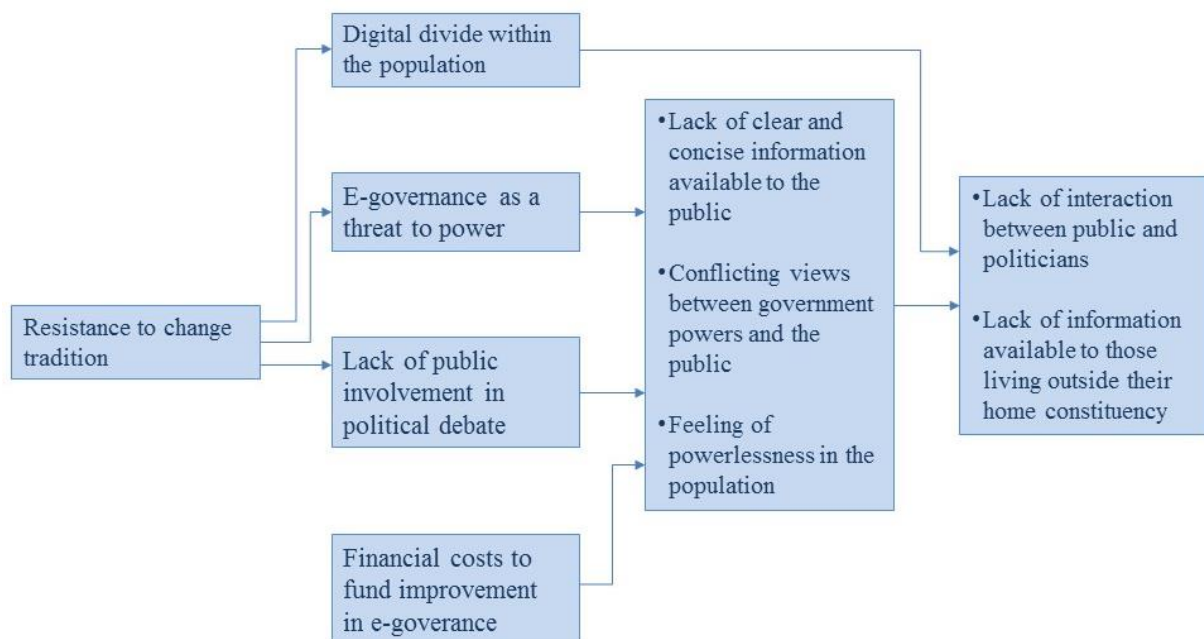 Digital divide within
the population
E-governance as a
threat to power
Resistance to change
tradition
Lack of public
involvement in
political debate
Financial costs to
fund improvement
in e-goverance
•Lack of clear and
concise information
available to the
public
•Conflicting views
between government
powers and the
public
•Feeling of
powerlessness in the
population
•Lack of interaction
between public and
politicians
•Lack of information
available to those
living outside their
home constituency